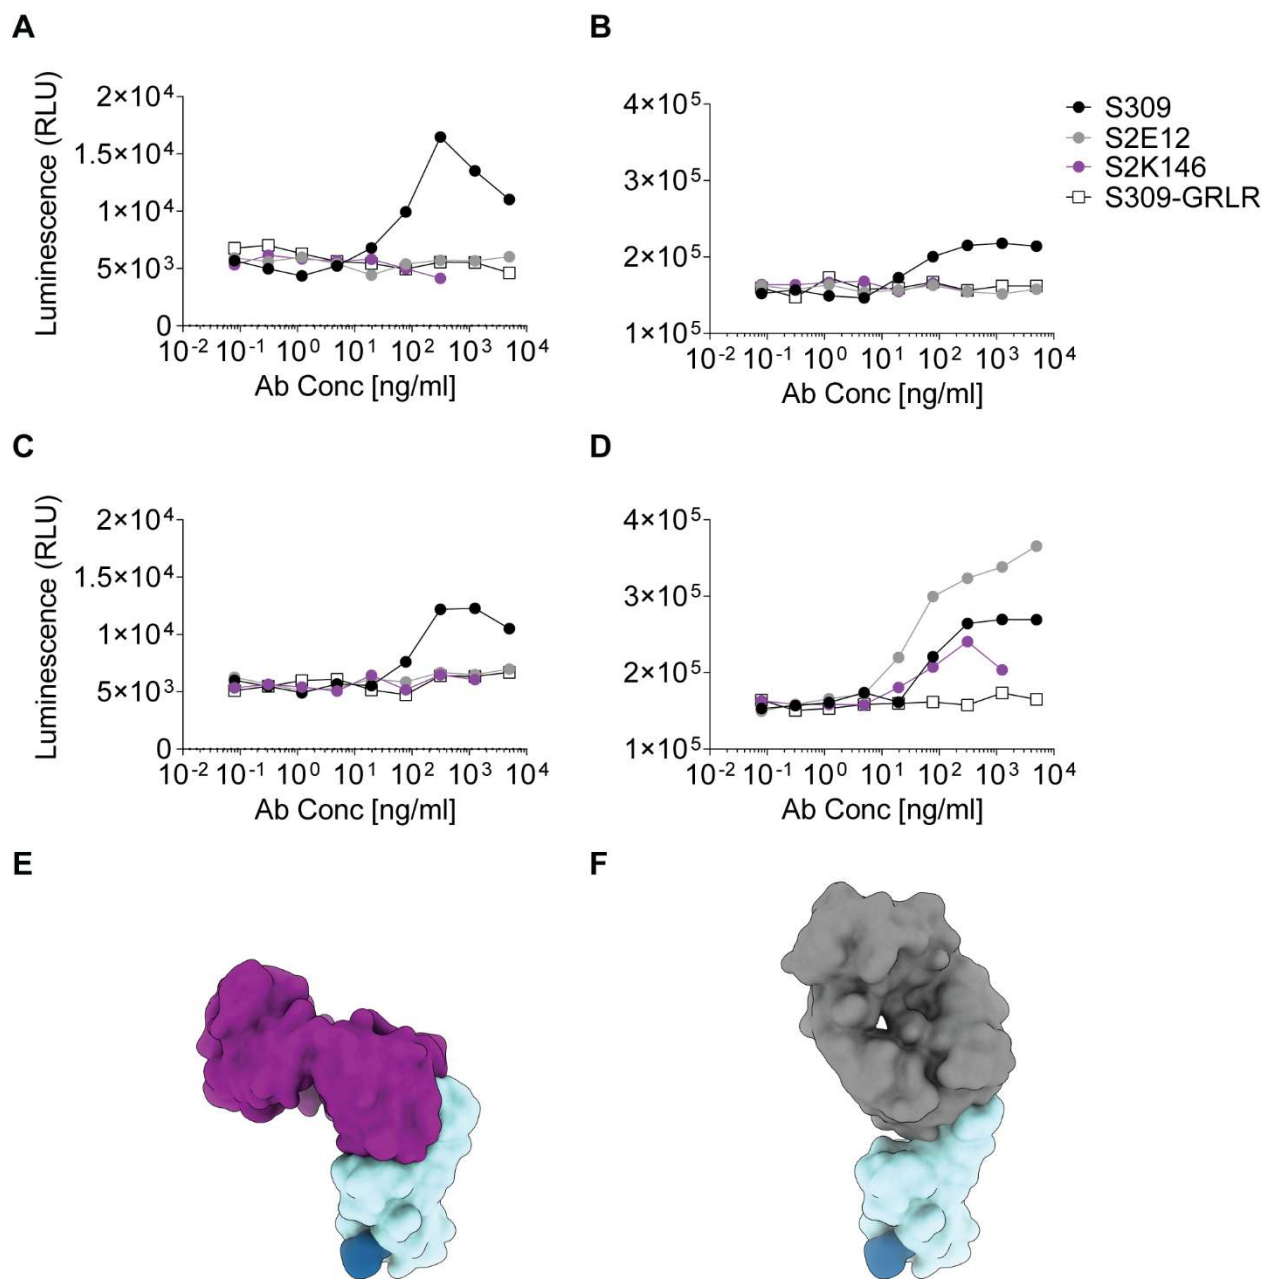 A
B
Luminescence (RLU)
2×10⁴
1.5×10⁴
1×10⁴
5×10³
0
10⁻² 10⁻¹ 10⁰ 10¹ 10² 10³ 10⁴
Ab Conc [ng/ml]
4×10⁵
3×10⁵
2×10⁵
1×10⁵
10⁻² 10⁻¹ 10⁰ 10¹ 10² 10³ 10⁴
Ab Conc [ng/ml]
S309
S2E12
S2K146
S309-GRLR
C
D
Luminescence (RLU)
2×10⁴
1.5×10⁴
1×10⁴
5×10³
0
10⁻² 10⁻¹ 10⁰ 10¹ 10² 10³ 10⁴
Ab Conc [ng/ml]
4×10⁵
3×10⁵
2×10⁵
1×10⁵
10⁻² 10⁻¹ 10⁰ 10¹ 10² 10³ 10⁴
Ab Conc [ng/ml]
E
F